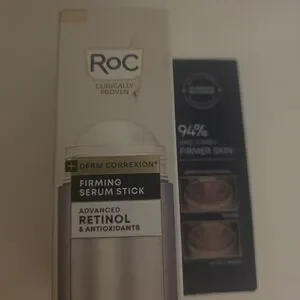 RoC
CLINICALLY
PROVEN
94%
FIRMER SKIN
+ DERM CORREXION®
FIRMING
SERUM STICK
ADVANCED
RETINOL
& ANTIOXIDANTS